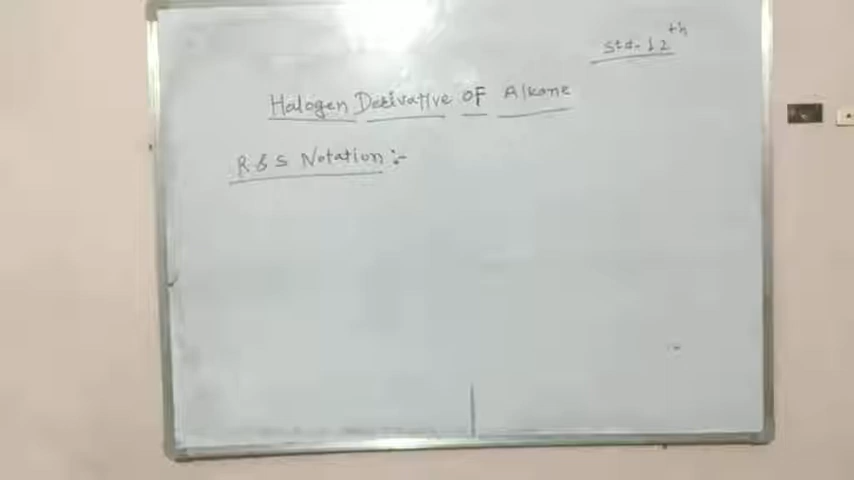 Std-12th
Halogen Derivative OF Alkane
R & S Notation :-